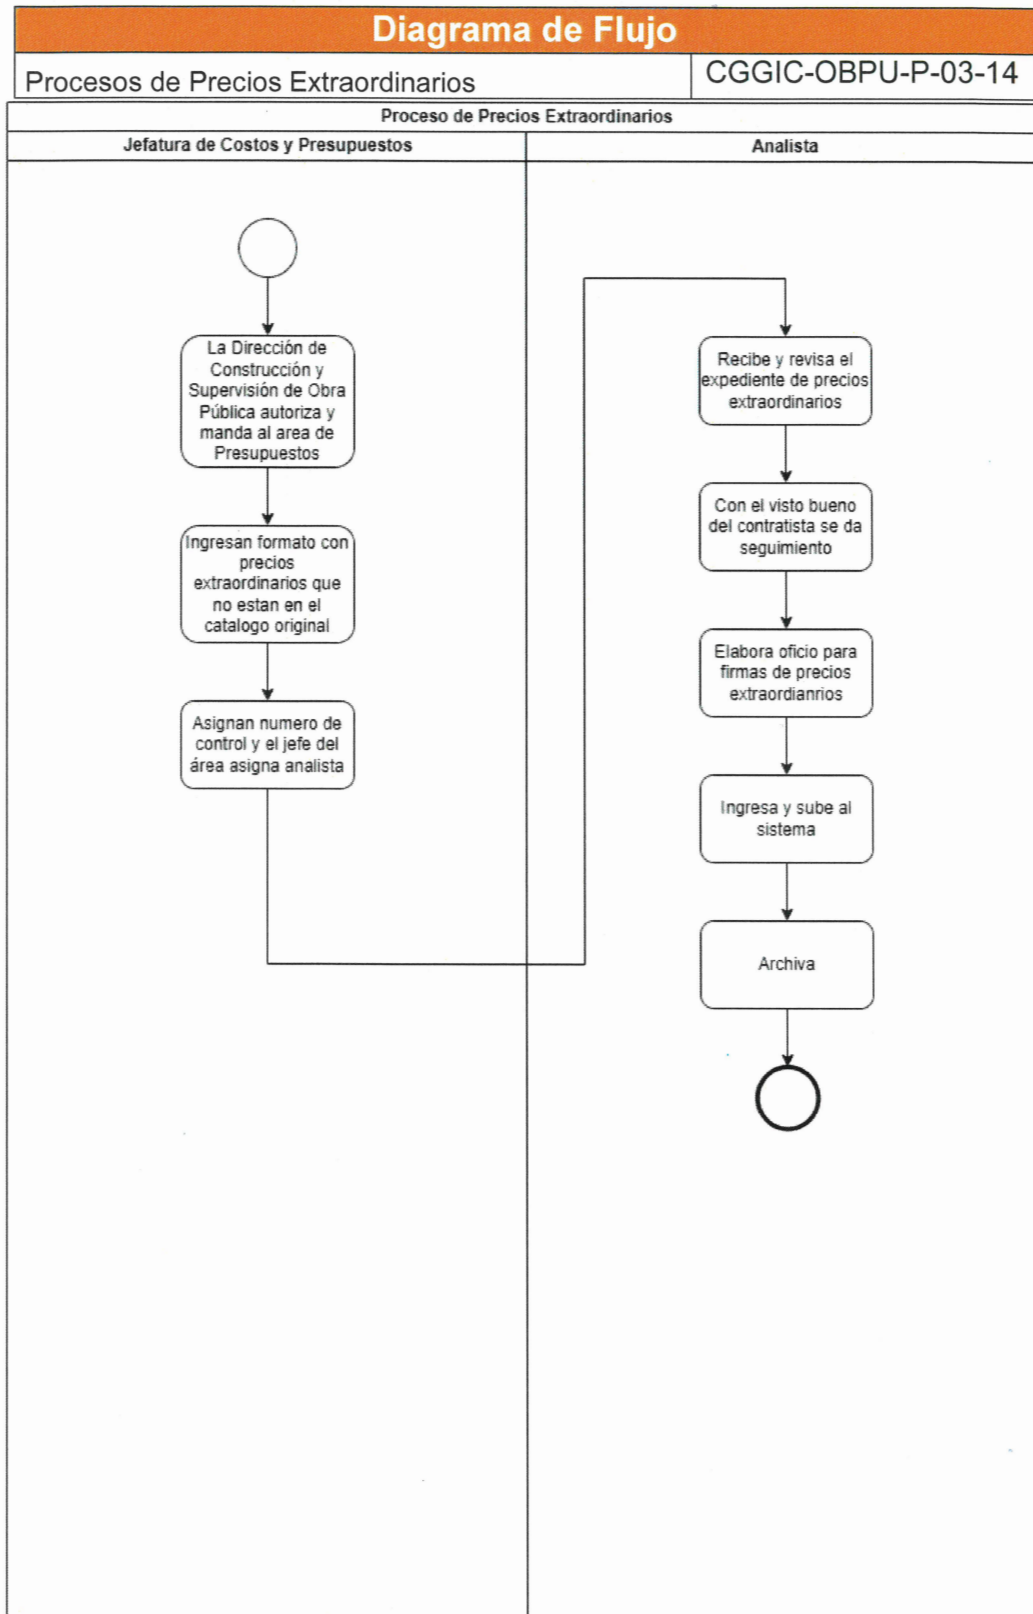 Diagrama de Flujo
Procesos de Precios Extraordinarios
CGGIC-OBPU-P-03-14
Proceso de Precios Extraordinarios
Jefatura de Costos y Presupuestos
Analista
La Dirección de
Construcción y
Supervisión de Obra
Pública autoriza y
manda al area de
Presupuestos
Ingresan formato con
precios
extraordinarios que
no estan en el
catalogo original
Asignan numero de
control y el jefe del
área asigna analista
Recibe y revisa el
expediente de precios
extraordinarios
Con el visto bueno
del contratista se da
seguimiento
Elabora oficio para
firmas de precios
extraordianrios
Ingresa y sube al
sistema
Archiva